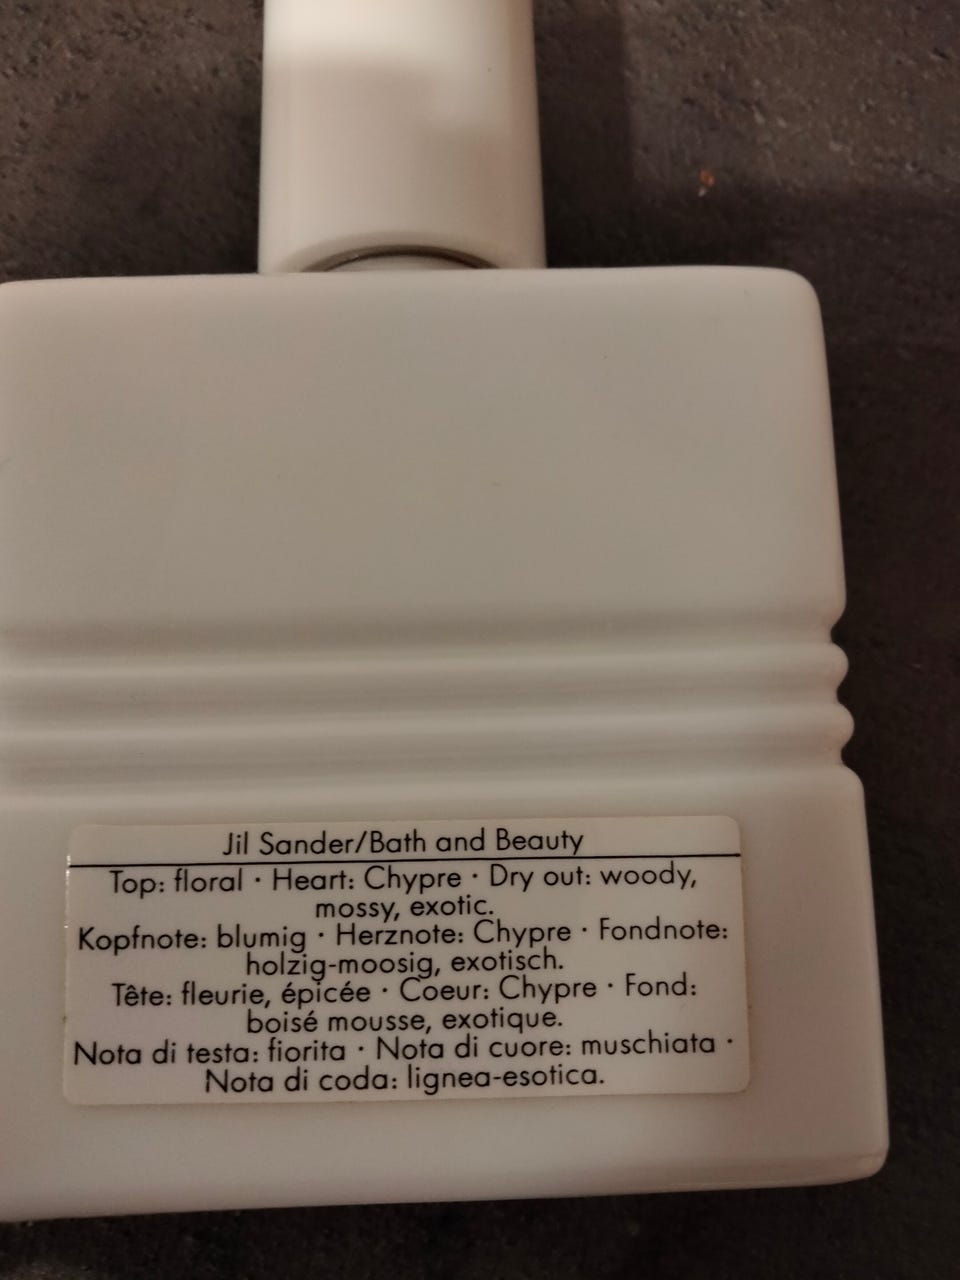 Jil Sander/Bath and Beauty
Top: floral · Heart: Chypre · Dry out: woody,
mossy, exotic.
Kopfnote: blumig · Herznote: Chypre · Fondnote:
holzig-moosig, exotisch.
Tête: fleurie, épicée · Coeur: Chypre · Fond:
boisé mousse, exotique.
Nota di testa: fiorita · Nota di cuore: muschiata ·
Nota di coda: lignea-esotica.